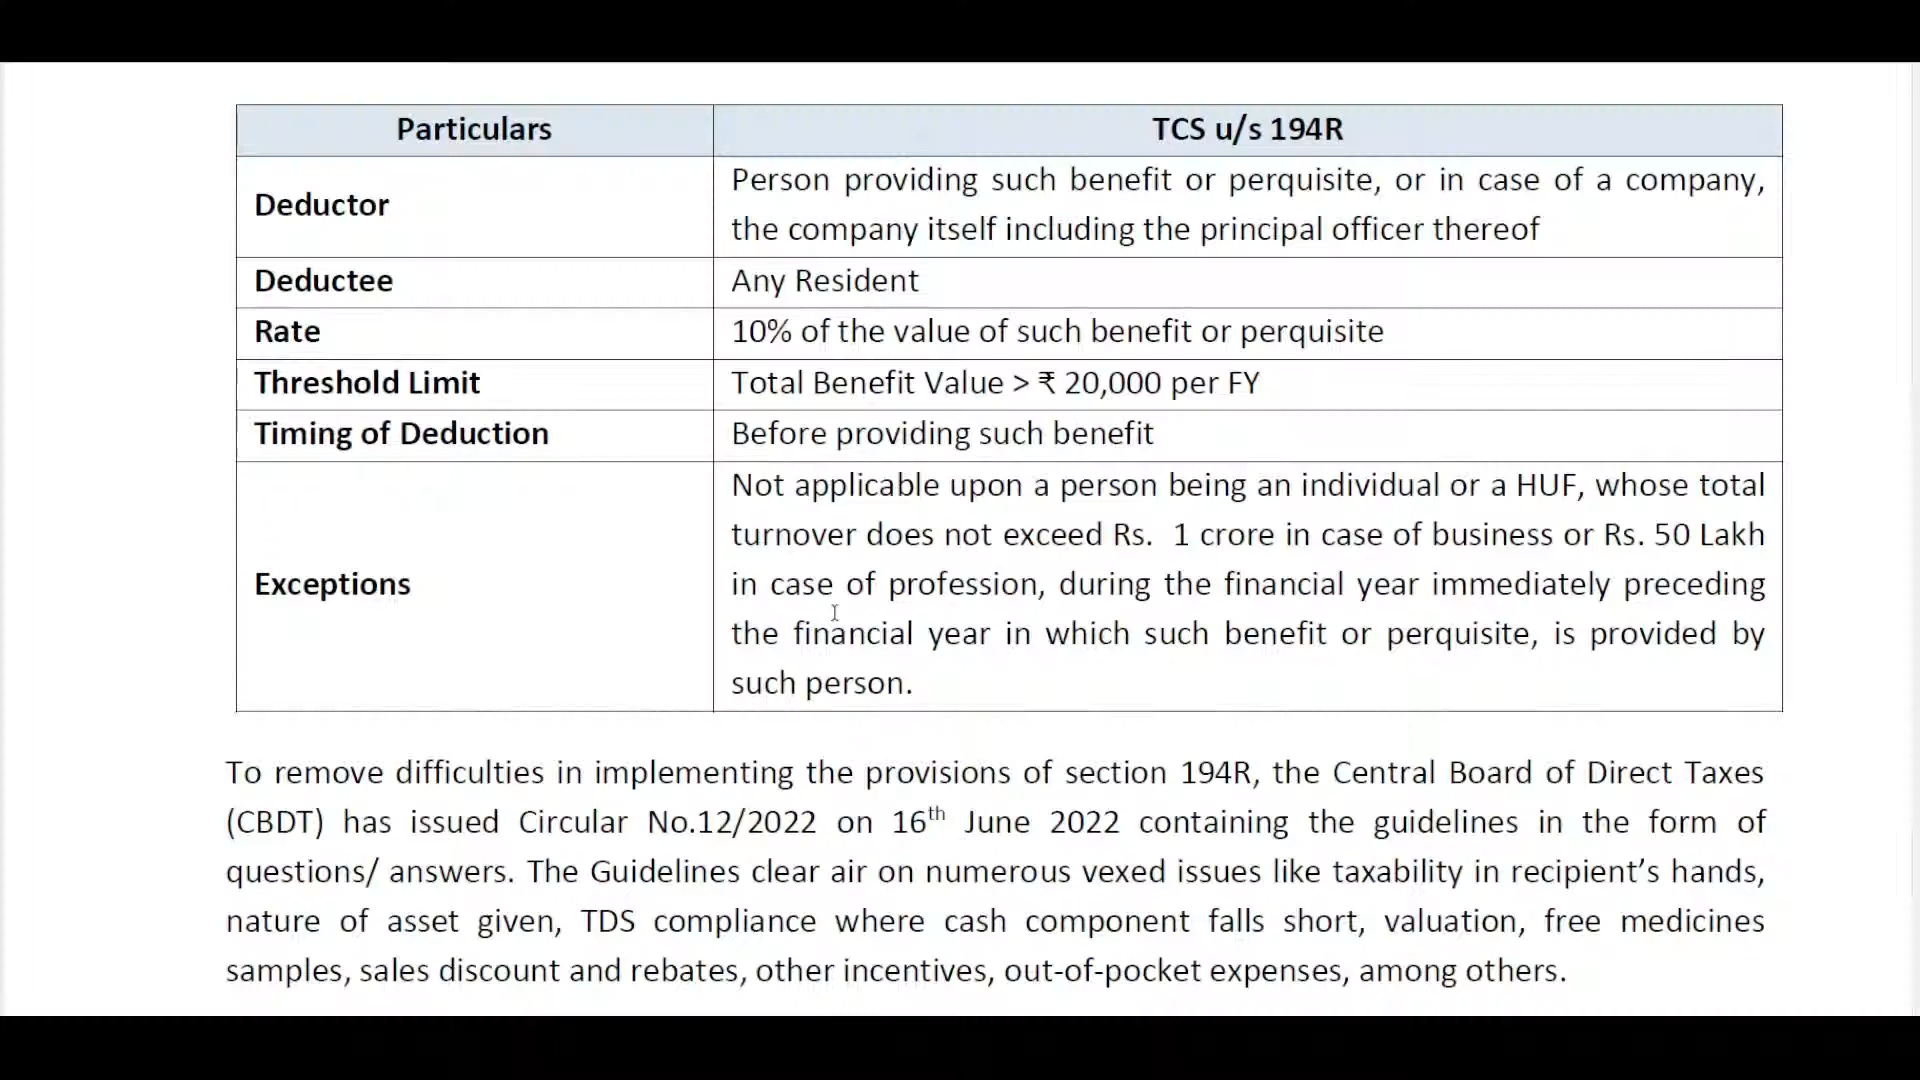 Particulars
TCS u/s 194R
Deductor
Person providing such benefit or perquisite, or in case of a company,
the company itself including the principal officer thereof
Deductee
Any Resident
Rate
10% of the value of such benefit or perquisite
Threshold Limit
Total Benefit Value > ₹ 20,000 per FY
Timing of Deduction
Before providing such benefit
Exceptions
Not applicable upon a person being an individual or a HUF, whose total
turnover does not exceed Rs. 1 crore in case of business or Rs. 50 Lakh
in case of profession, during the financial year immediately preceding
the financial year in which such benefit or perquisite, is provided by
such person.
To remove difficulties in implementing the provisions of section 194R, the Central Board of Direct Taxes
(CBDT) has issued Circular No.12/2022 on 16th June 2022 containing the guidelines in the form of
questions/ answers. The Guidelines clear air on numerous vexed issues like taxability in recipient’s hands,
nature of asset given, TDS compliance where cash component falls short, valuation, free medicines
samples, sales discount and rebates, other incentives, out-of-pocket expenses, among others.